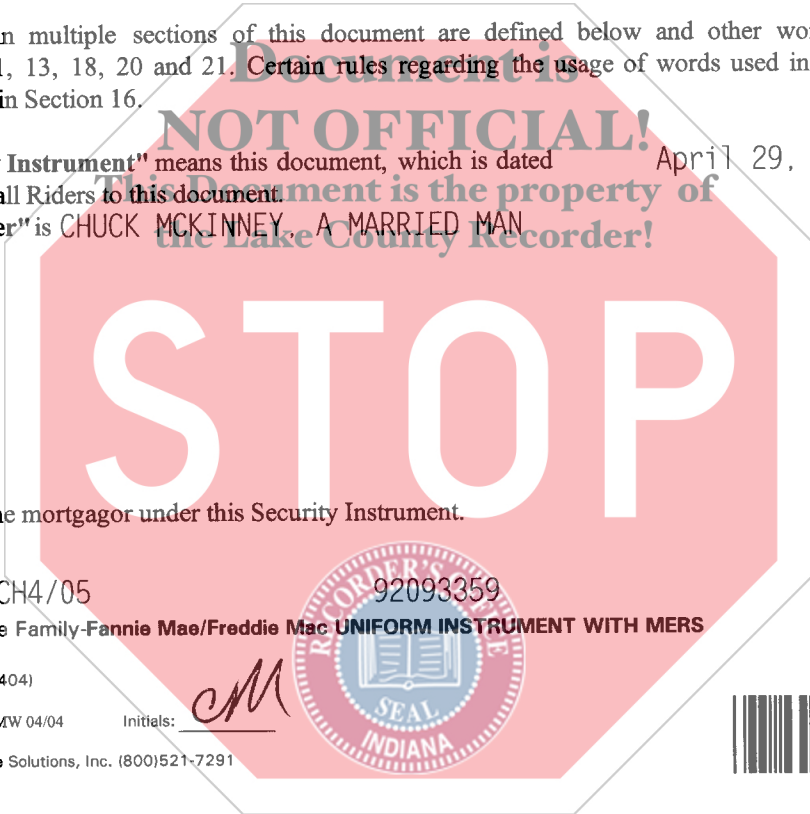 n multiple sections of this document are defined below and other wo
, 13, 18, 20 and 21. Certain rules regarding the usage of words used in
in Section 16.
Document is
NOT OFFICIAL!
This Document is the property of
the Lake County Recorder!
Instrument" means this document, which is dated April 29,
all Riders to this document.
er" is CHUCK MCKINNEY, A MARRIED MAN
STOP
e mortgagor under this Security Instrument.
CH4/05 92093359
e Family-Fannie Mae/Freddie Mac UNIFORM INSTRUMENT WITH MERS
404)
MW 04/04 Initials: CM
e Solutions, Inc. (800)521-7291
RECORDER'S OFFICE
SEAL
INDIANA